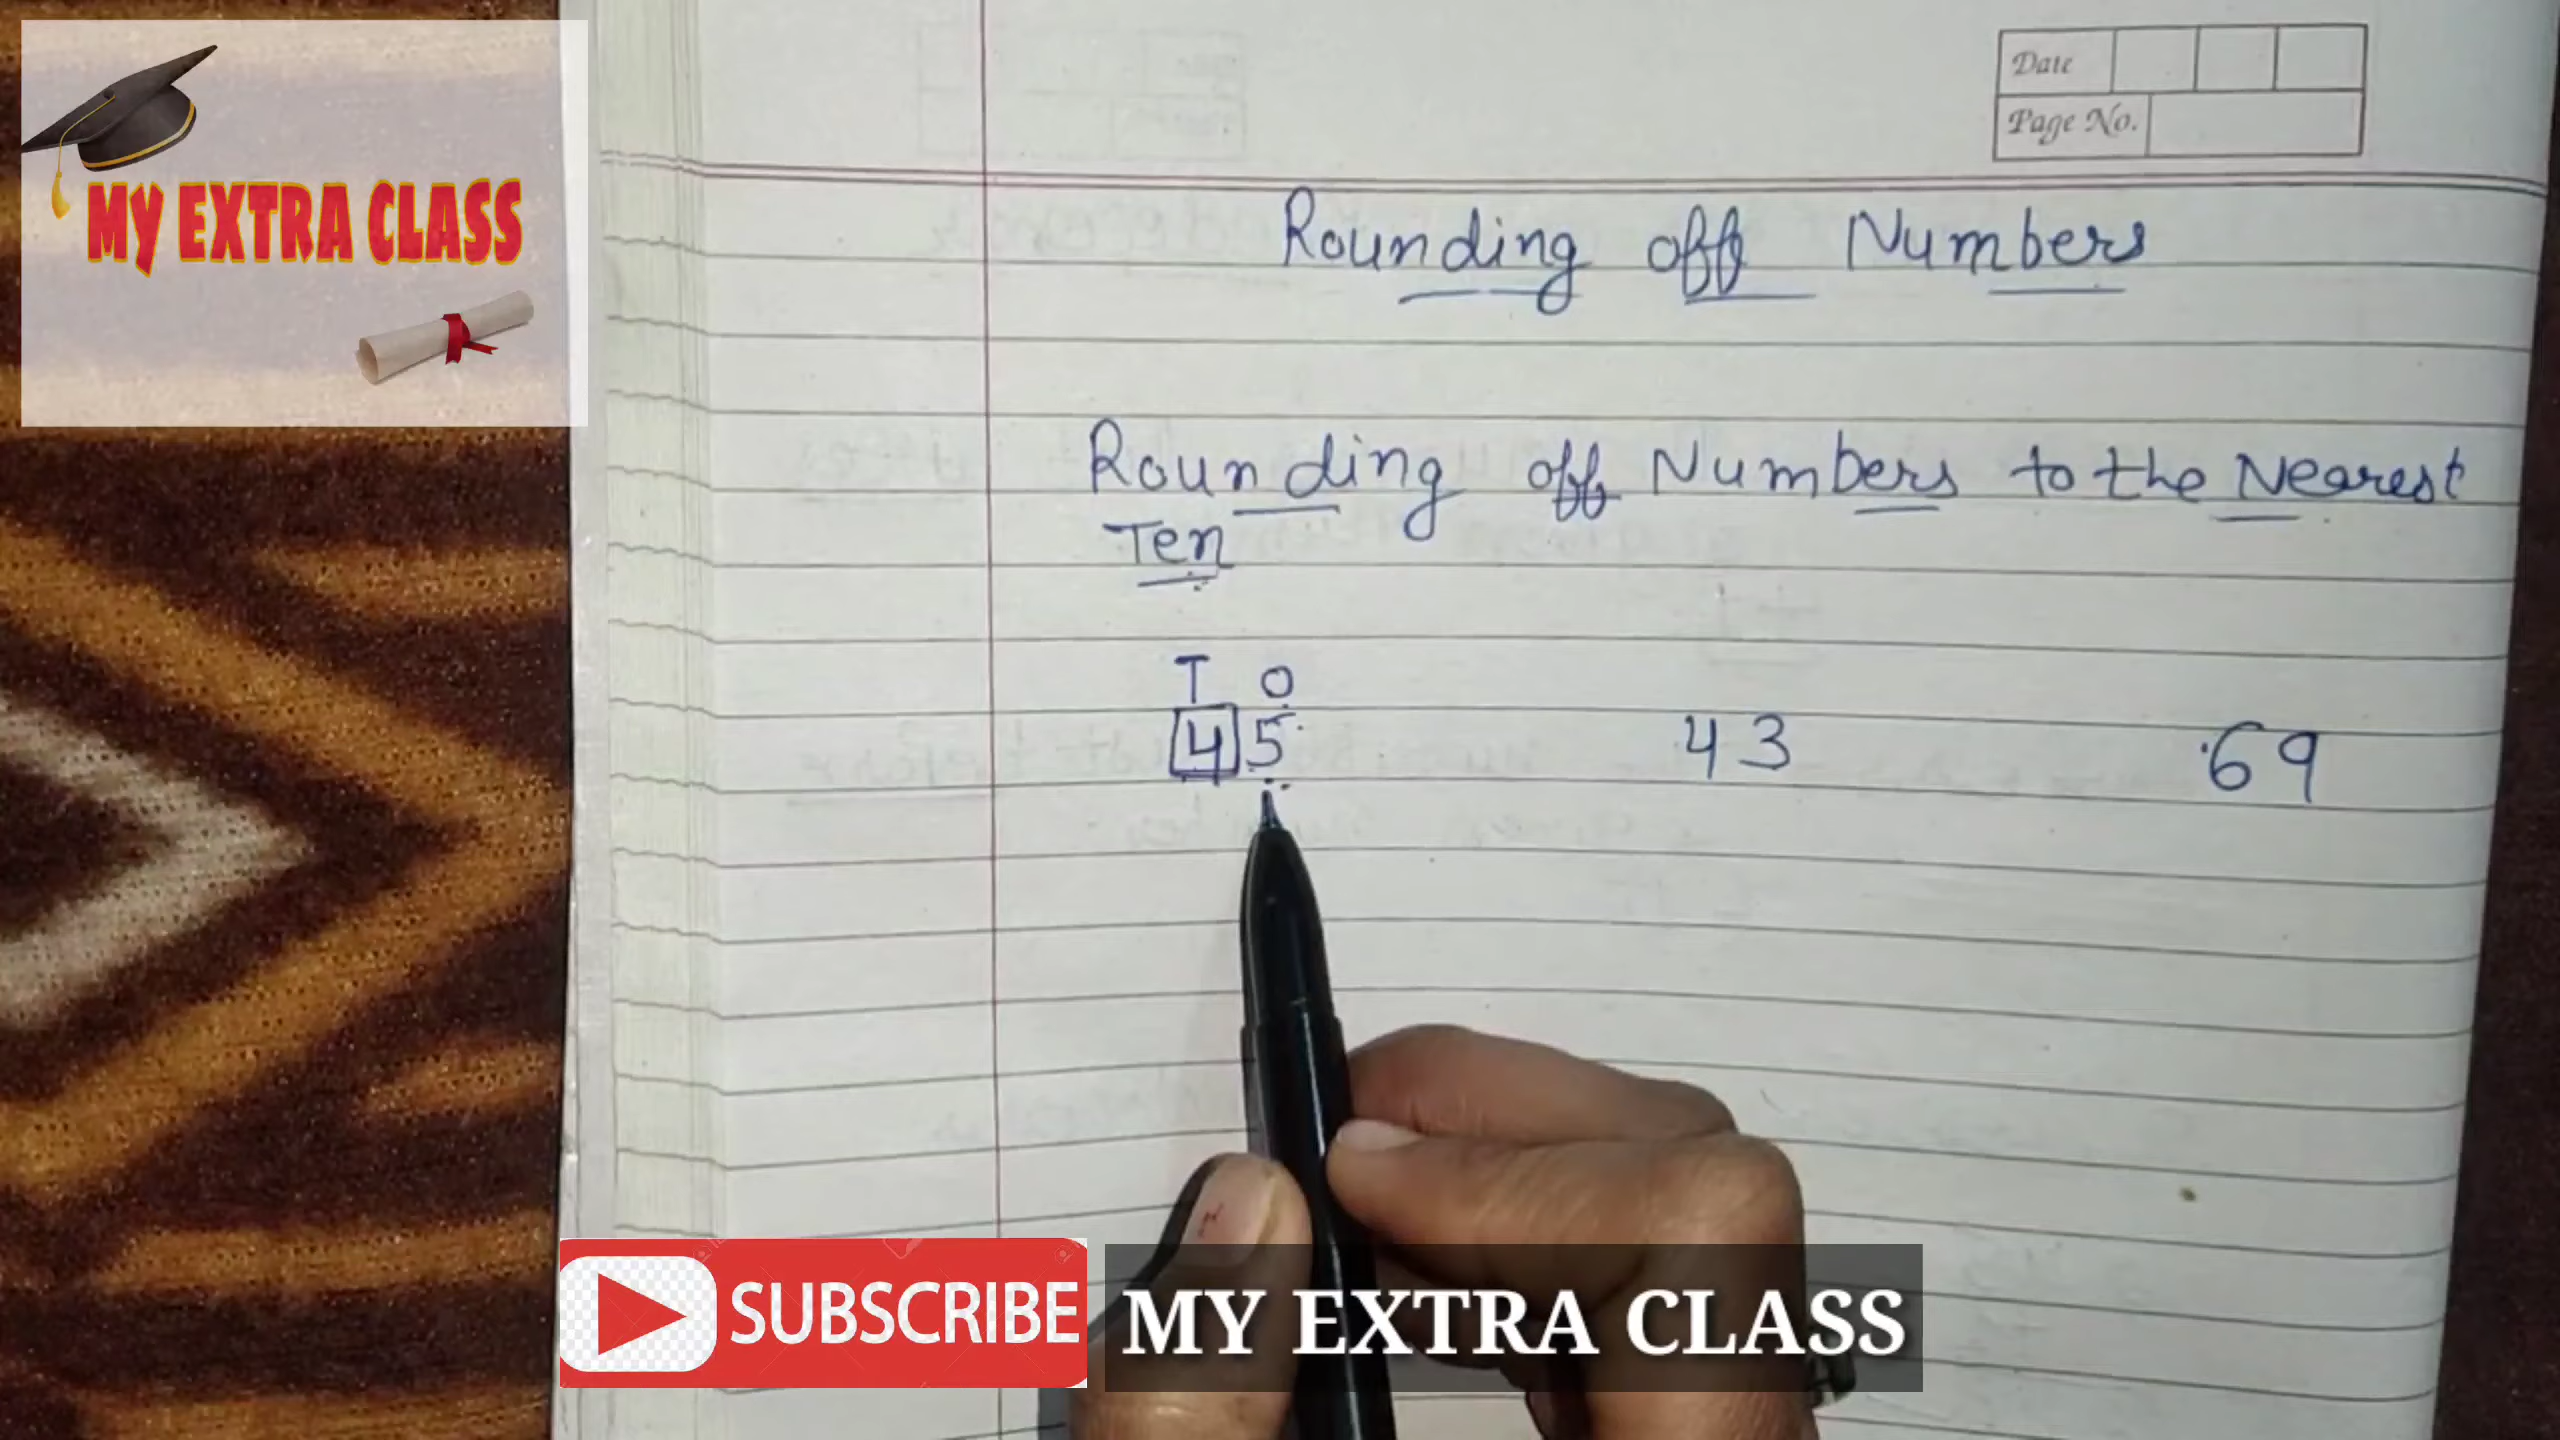 MY EXTRA CLASS
Date
Page No.
Rounding off Numbers
Rounding off Numbers to the Nearest
Ten
T O
45 43 69
SUBSCRIBE MY EXTRA CLASS